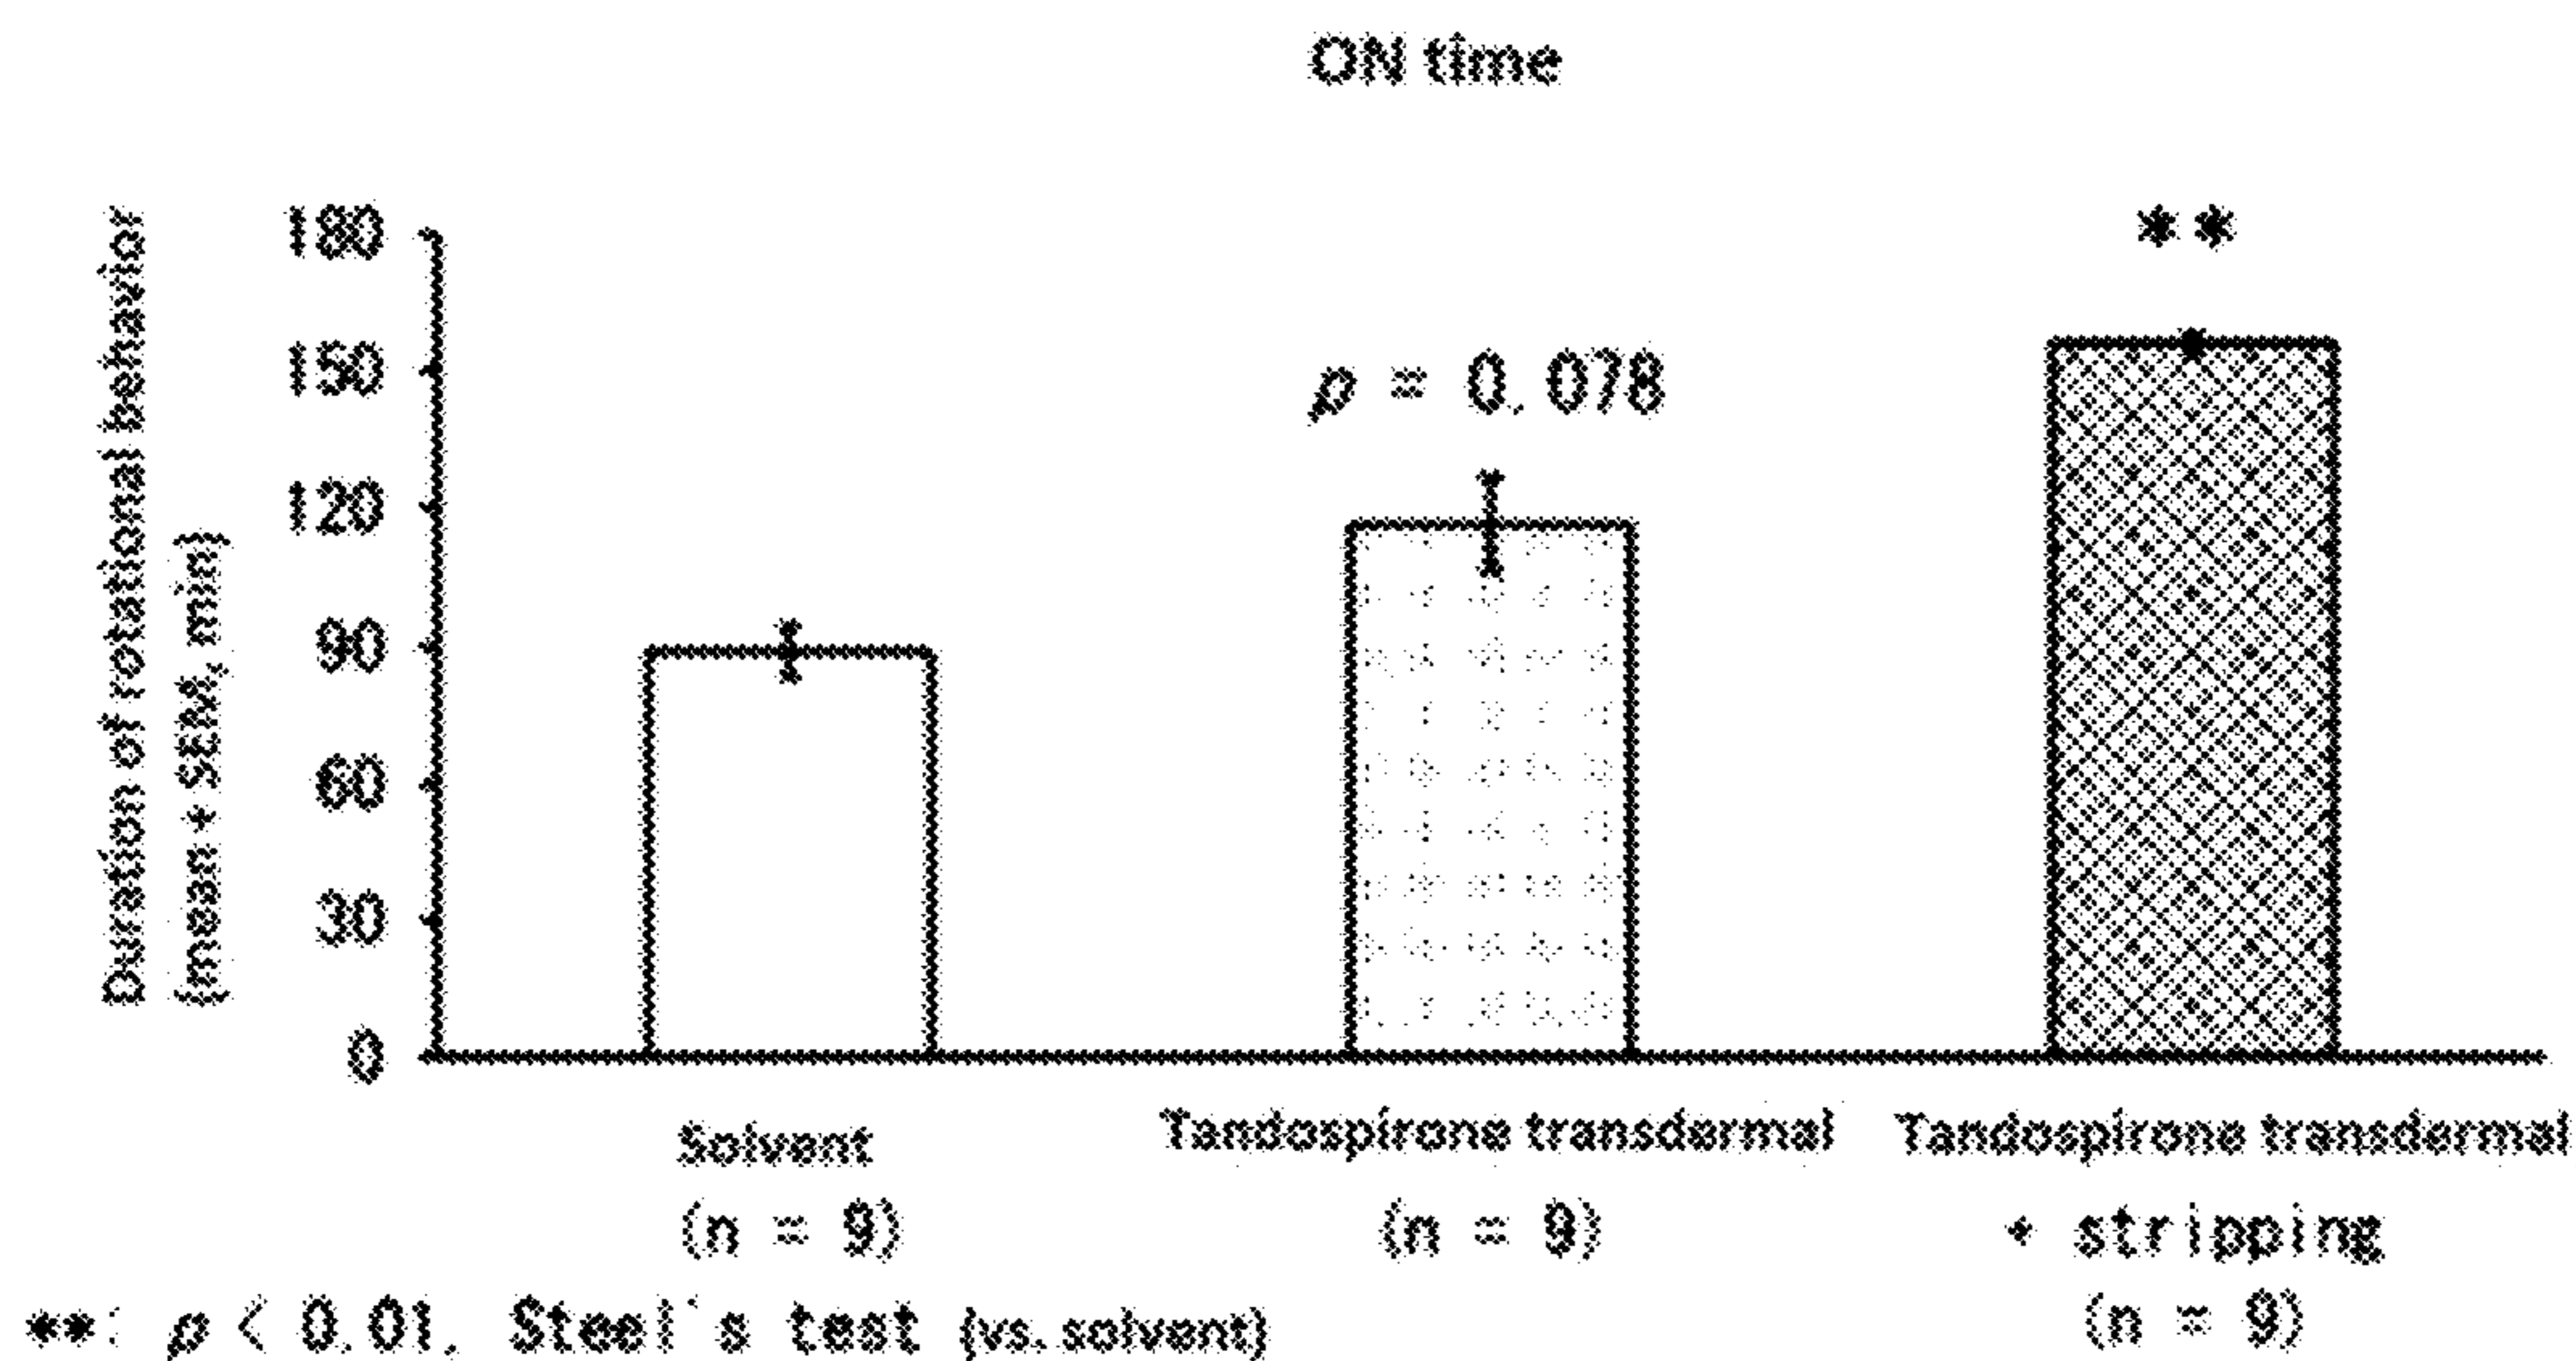 ON time
Duration of rotational behavior
(mean + SEM, min)
180
150
120
90
60
30
0
**
p = 0.078
Solvent
(n = 9)
Tandospirone transdermal
(n = 9)
Tandospirone transdermal
+ stripping
(n = 9)
**: p < 0.01, Steel's test (vs. solvent)